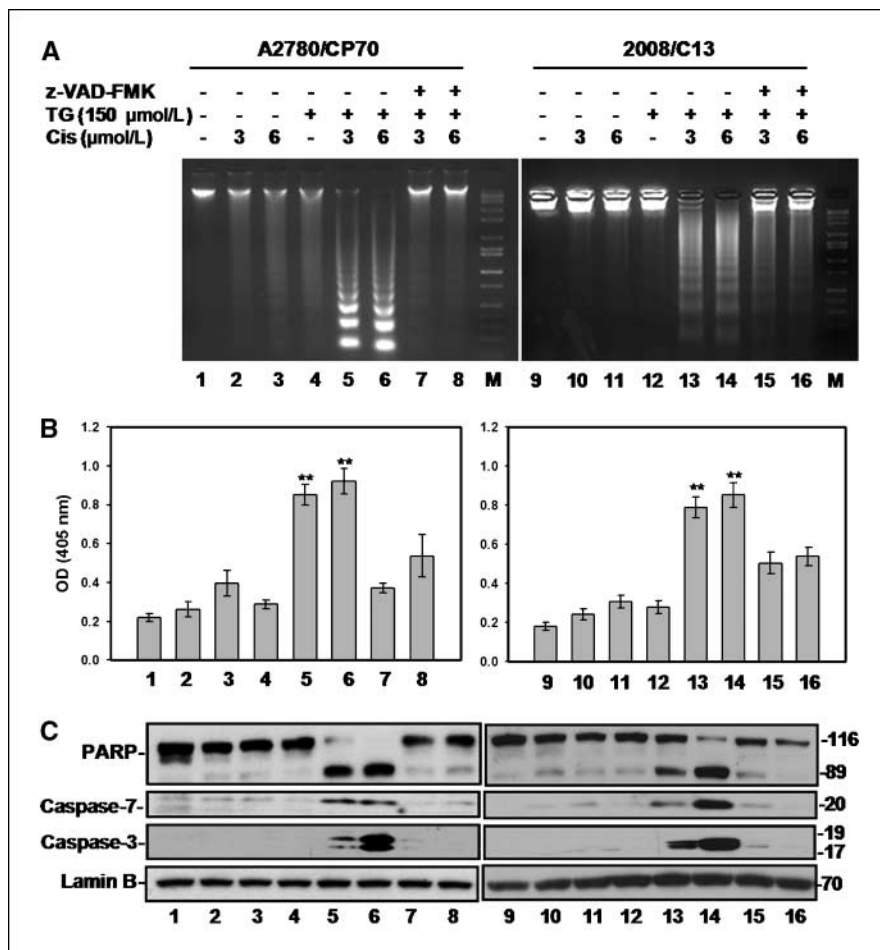 A
A2780/CP70 2008/C13
z-VAD-FMK - - - - - - + + - - - - - - + +
TG (150 μmol/L) - - - + + + + + - - - + + + + +
Cis (μmol/L) - 3 6 - 3 6 3 6 - 3 6 - 3 6 3 6
1 2 3 4 5 6 7 8 M 9 10 11 12 13 14 15 16 M
B
OD (405 nm)
1.2
1.0
0.8
0.6
0.4
0.2
0.0
** **
1 2 3 4 5 6 7 8
1.2
1.0
0.8
0.6
0.4
0.2
0.0
** **
9 10 11 12 13 14 15 16
C
PARP- -116
-89
Caspase-7- -20
Caspase-3- -19
-17
Lamin B- -70
1 2 3 4 5 6 7 8 9 10 11 12 13 14 15 16